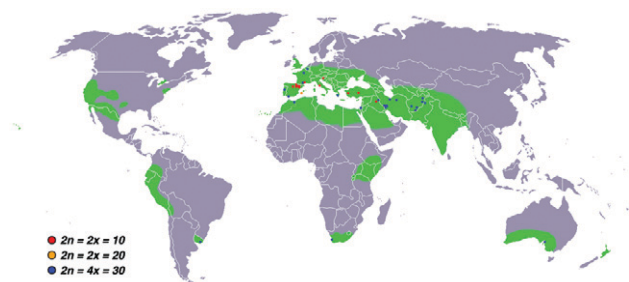 2n = 2x = 10
2n = 2x = 20
2n = 4x = 30